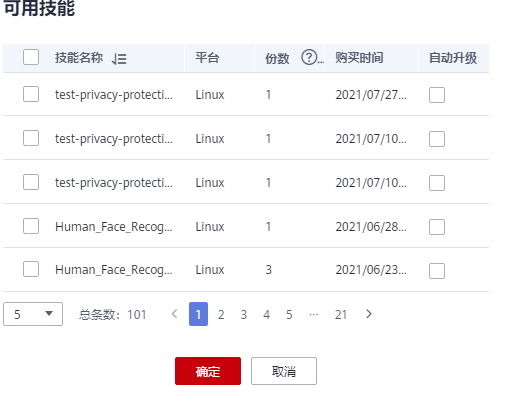 可用技能
技能名称 平台 份数 ?... 购买时间 自动升级
test-privacy-protecti... Linux 1 2021/07/27...
test-privacy-protecti... Linux 1 2021/07/10...
test-privacy-protecti... Linux 1 2021/07/10...
Human_Face_Recog... Linux 1 2021/06/28...
Human_Face_Recog... Linux 3 2021/06/23...
5 总条数：101 < 1 2 3 4 5 ··· 21 >
确定 取消